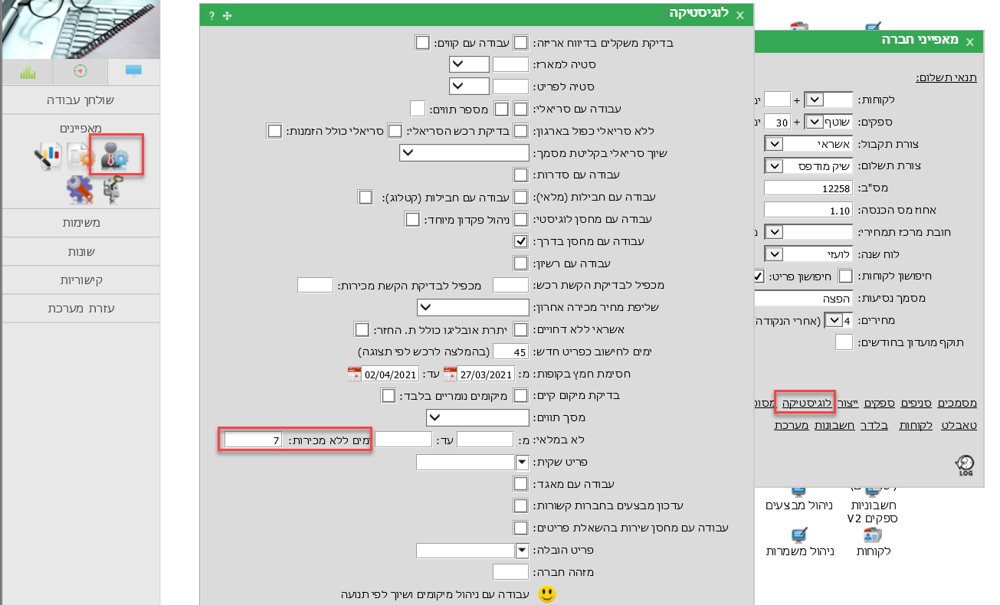 מאפייני חברה x
תנאי תשלום:
לקוחות: +
ספקים: שוטף + 30
צורת תקבול: אשראי
צורת תשלום: שיק מודפס
מס"ב: 12258
אחוז מס הכנסה: 1.10
חובת מרכז תמחירי:
לוח שנה: לועזי
חיפושון לקוחות: חיפושון פריט:
מסמך נסיעות: הפצה
מחירים: 4 (אחרי הנקודה)
תוקף מועדון בחודשים:
מסמכים סניפים ספקים ייצור לוגיסטיקה
טאבלט לקוחות בלדר חשבונות מערכת
LOG
חשבוניות
ספקים V2
ניהול מבצעים
לקוחות
ניהול משמרות
לוגיסטיקה x ?
בדיקת משקלים בדיווח אריזה: עבודה עם קווים:
סטיה למארז:
סטיה לפריט:
עבודה עם סריאלי: מספר תווים:
ללא סריאלי כפול בארגון: בדיקת רכש הסריאלי: סריאלי כולל הזמנות:
שיוך סריאלי בקליטת מסמך:
עבודה עם סדרות:
עבודה עם חבילות (מלאי): עבודה עם חבילות (קטלוג):
עבודה עם מחסן לוגיסטי: ניהול פקדון מיוחד:
עבודה עם מחסן בדרך:
עבודה עם רשיון:
מכפיל לבדיקת הקשת רכש: מכפיל לבדיקת הקשת מכירות:
שליפת מחיר מכירה אחרון:
אשראי ללא דחויים: יתרת אובליגו כולל ת. החזר:
ימים לחישוב כפריט חדש: 45 (בהמלצה לרכש לפי תצוגה)
חסימת חמץ בקופות: מ: 27/03/2021 עד: 02/04/2021
בדיקת מיקום קיים: מיקומים נומריים בלבד:
מסך תווים:
לא במלאי: מ: עד: ימים ללא מכירות: 7
פריט שקית:
עבודה עם מאגד:
עדכון מבצעים בחברות קשורות:
עבודה עם מחסן שירות בהשאלת פריטים:
פריט הובלה:
מזהה חברה:
עבודה עם ניהול מיקומים ושיוך לפי תנועה
שולחן עבודה
מאפיינים
משימות
שונות
קישוריות
עזרת מערכת